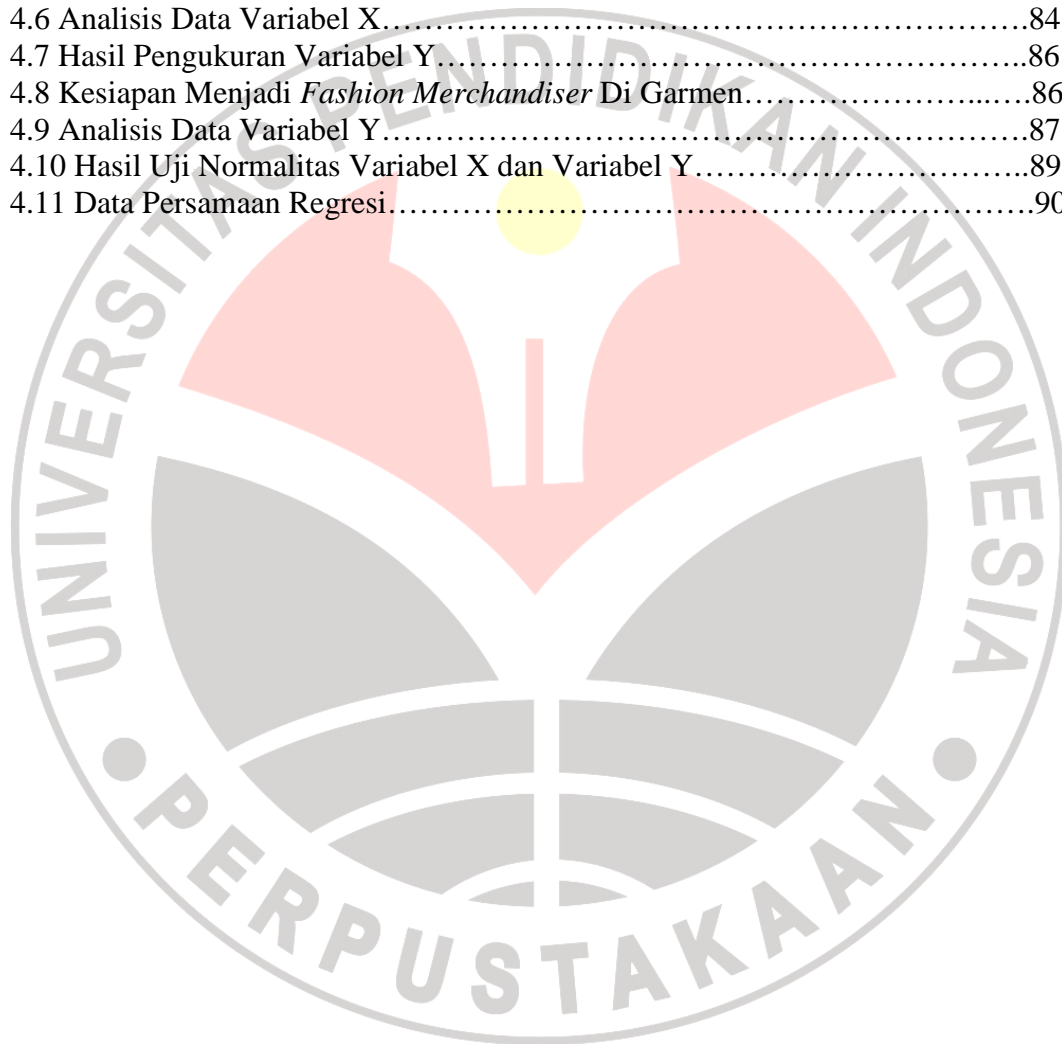 4.6 Analisis Data Variabel X……………………………………………………….84
4.7 Hasil Pengukuran Variabel Y…………………………………………………..86
4.8 Kesiapan Menjadi Fashion Merchandiser Di Garmen…………………...….86
4.9 Analisis Data Variabel Y……………………………………………………….87
4.10 Hasil Uji Normalitas Variabel X dan Variabel Y…………………………..89
4.11 Data Persamaan Regresi……………………………………………………….90
UNIVERSITAS PENDIDIKAN INDONESIA
PERPUSTAKAAN